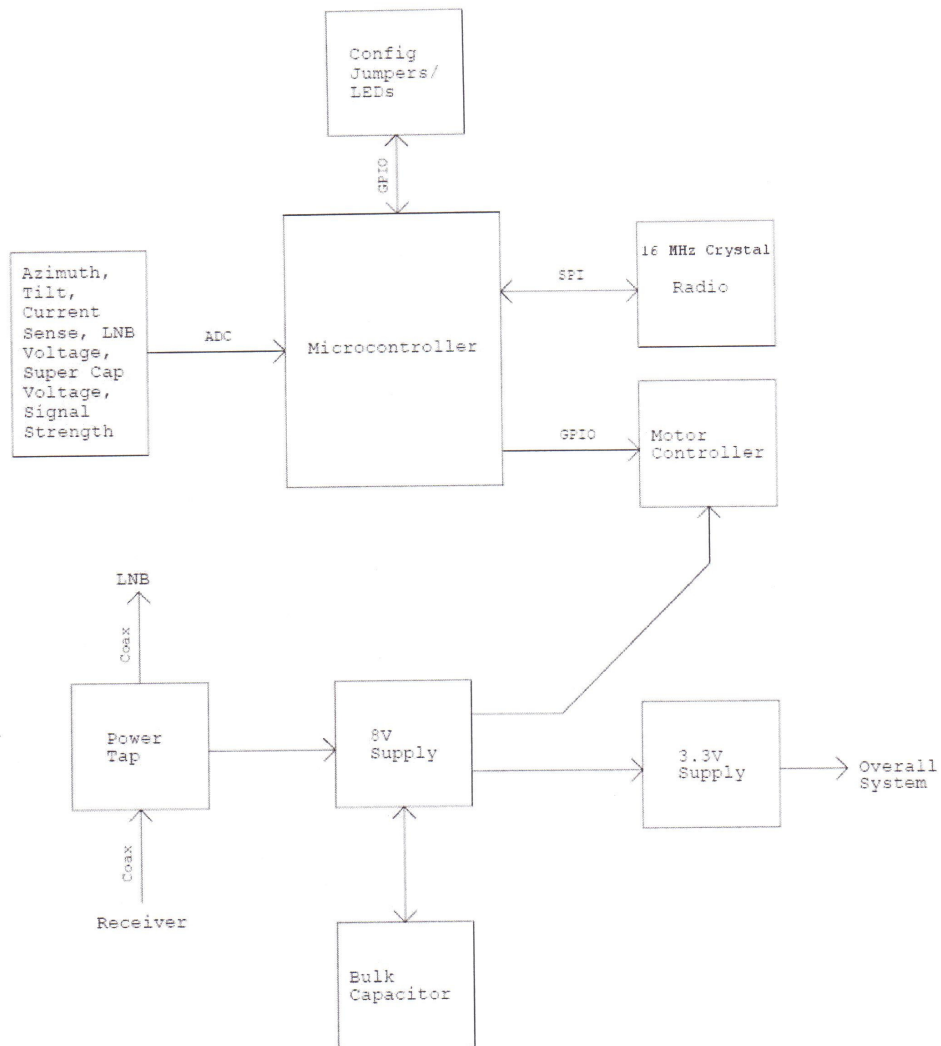 Config
Jumpers/
LEDs
GPIO
Azimuth,
Tilt,
Current
Sense, LNB
Voltage,
Super Cap
Voltage,
Signal
Strength
ADC
Microcontroller
SPI
16 MHz Crystal
Radio
GPIO
Motor
Controller
LNB
Coax
Power
Tap
8V
Supply
3.3V
Supply
Overall
System
Coax
Receiver
Bulk
Capacitor